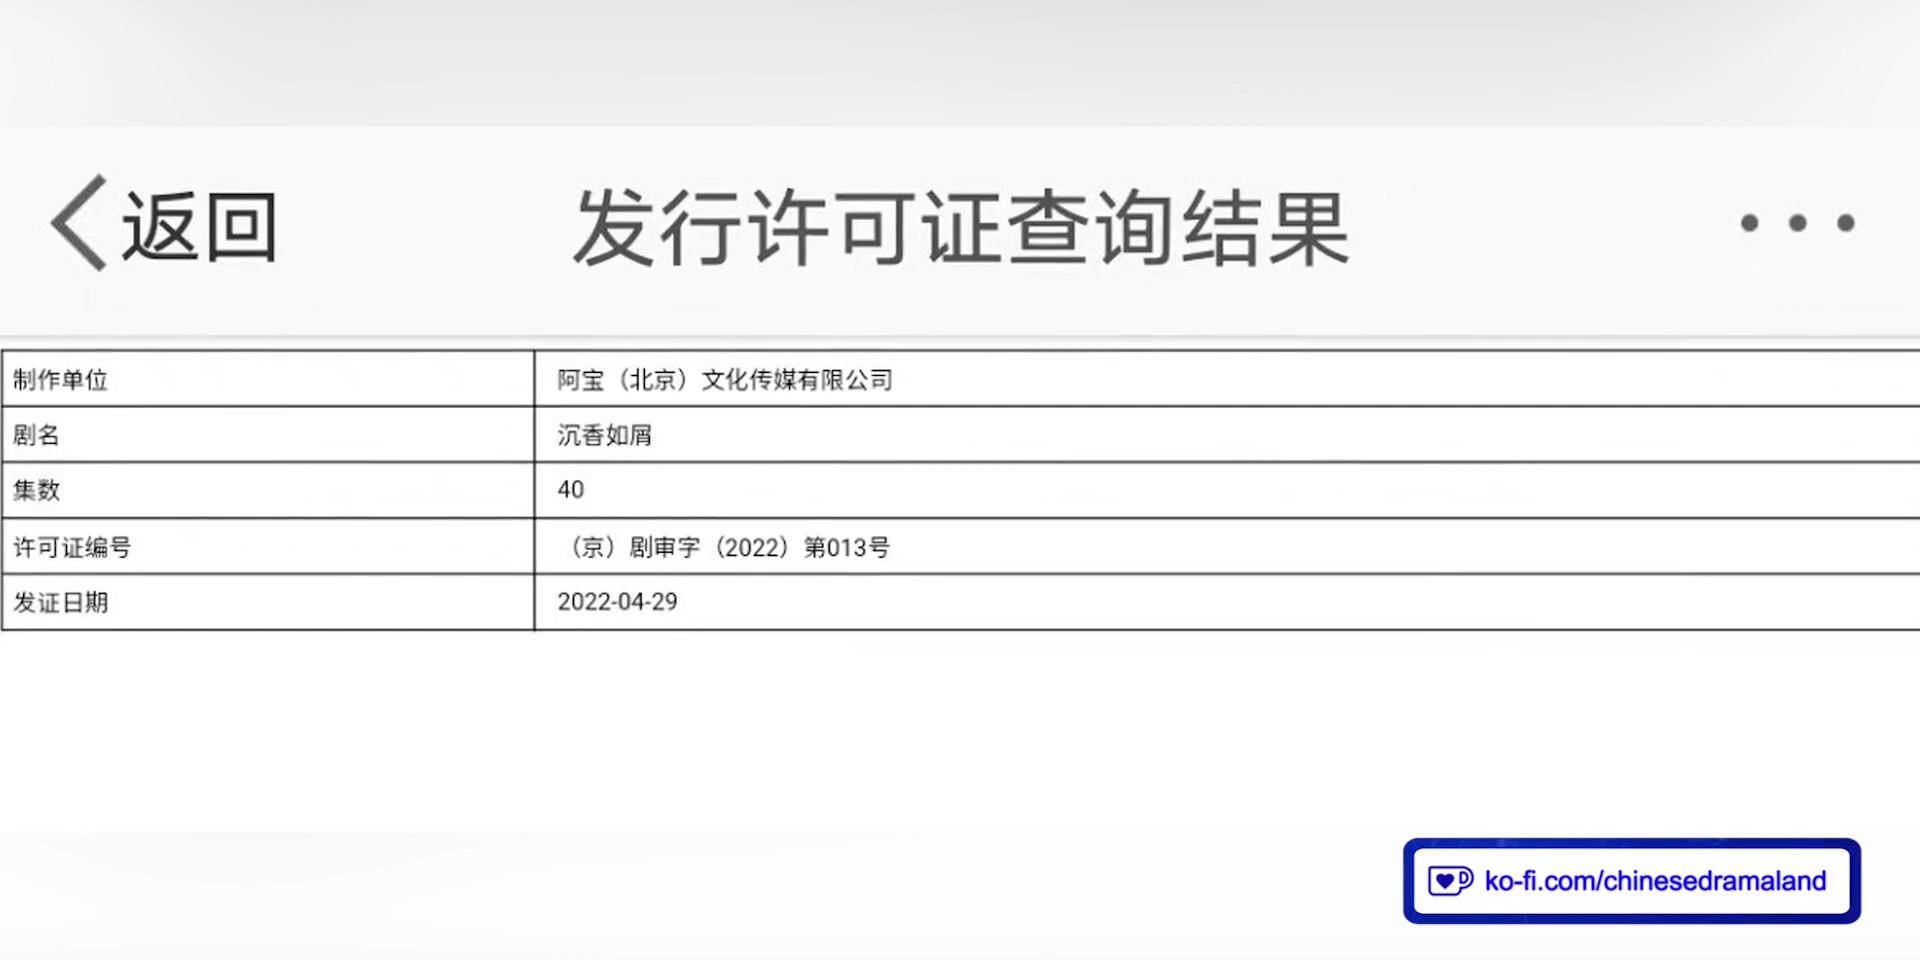 返回 发行许可证查询结果
制作单位 阿宝（北京）文化传媒有限公司
剧名 沉香如屑
集数 40
许可证编号 （京）剧审字（2022）第013号
发证日期 2022-04-29
ko-fi.com/chinesedramaland